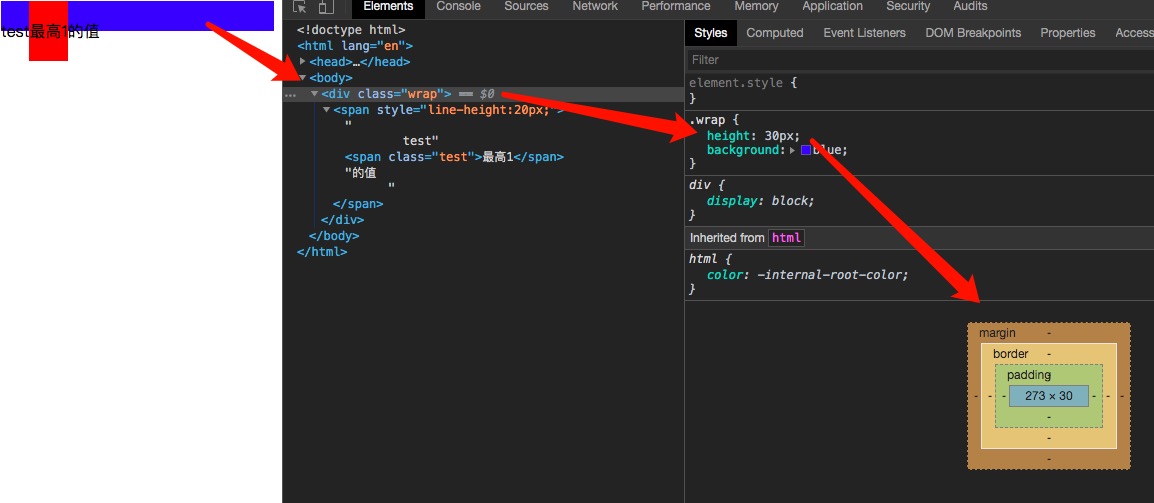 test最高1的值
Elements Console Sources Network Performance Memory Application Security Audits
<!doctype html>
<html lang="en">
<head>…</head>
<body>
<div class="wrap"> == $0
<span style="line-height:20px;">
"
test"
<span class="test">最高1</span>
"的值
"
</span>
</div>
</body>
</html>
Styles Computed Event Listeners DOM Breakpoints Properties Access
Filter
element.style {
}
.wrap {
height: 30px;
background: blue;
}
div {
display: block;
}
Inherited from html
html {
color: -internal-root-color;
}
margin -
border -
padding -
- - - 273 × 30 - - -
-
-
-